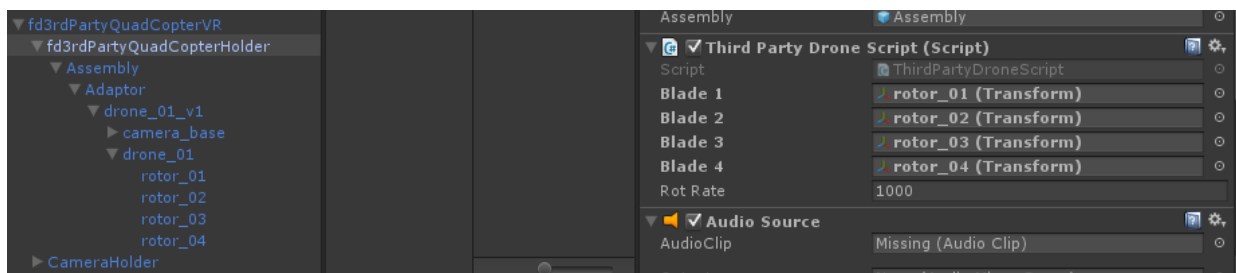 fd3rdPartyQuadCopterVR
fd3rdPartyQuadCopterHolder
Assembly
Adaptor
drone_01_v1
camera_base
drone_01
rotor_01
rotor_02
rotor_03
rotor_04
CameraHolder
Assembly Assembly
Third Party Drone Script (Script)
Script ThirdPartyDroneScript
Blade 1 rotor_01 (Transform)
Blade 2 rotor_02 (Transform)
Blade 3 rotor_03 (Transform)
Blade 4 rotor_04 (Transform)
Rot Rate 1000
Audio Source
AudioClip Missing (Audio Clip)